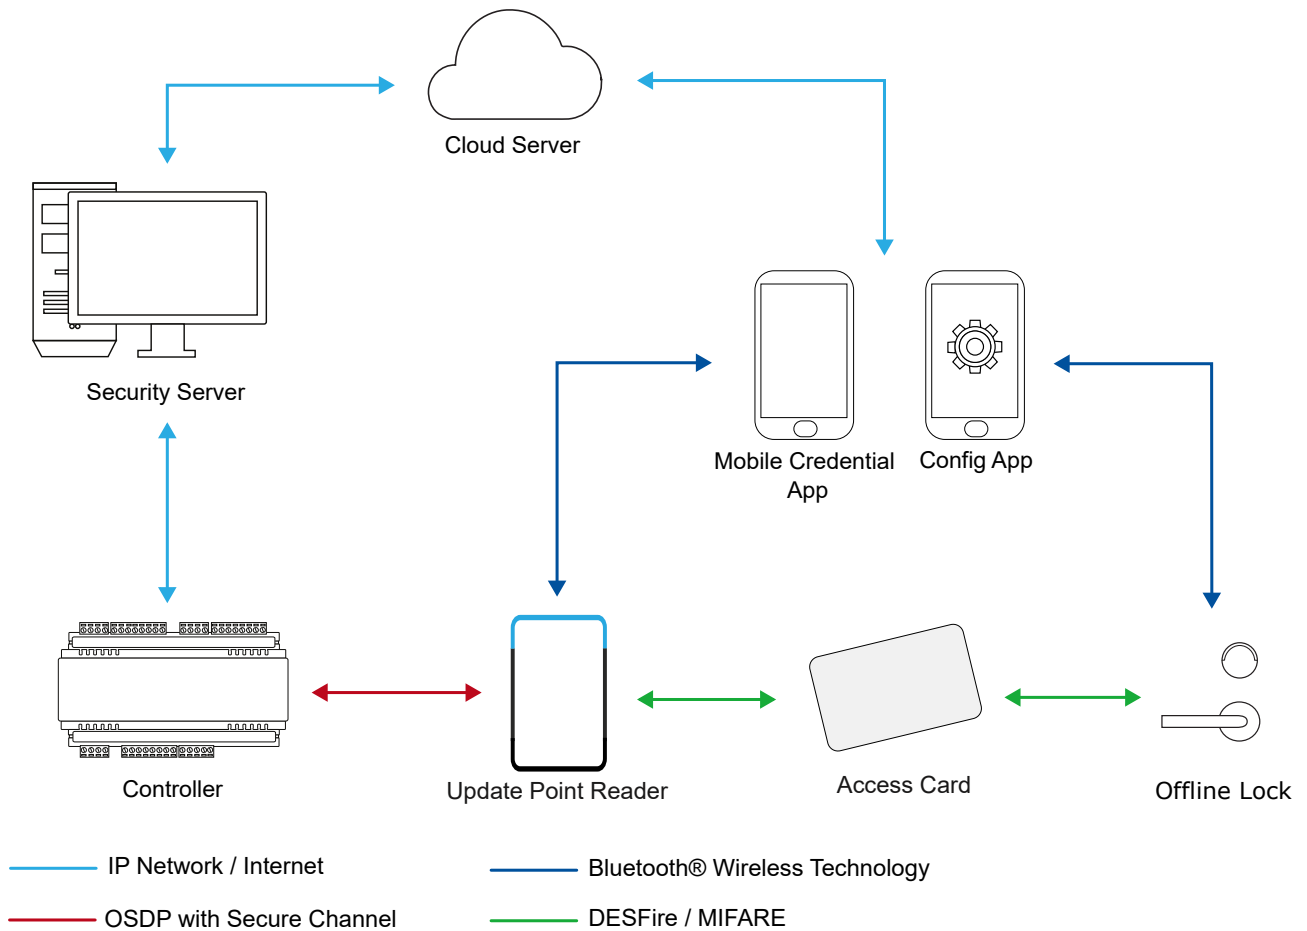 Cloud Server
Security Server
Mobile Credential
App
Config App
Controller
Update Point Reader
Access Card
Offline Lock
IP Network / Internet
Bluetooth® Wireless Technology
OSDP with Secure Channel
DESFire / MIFARE